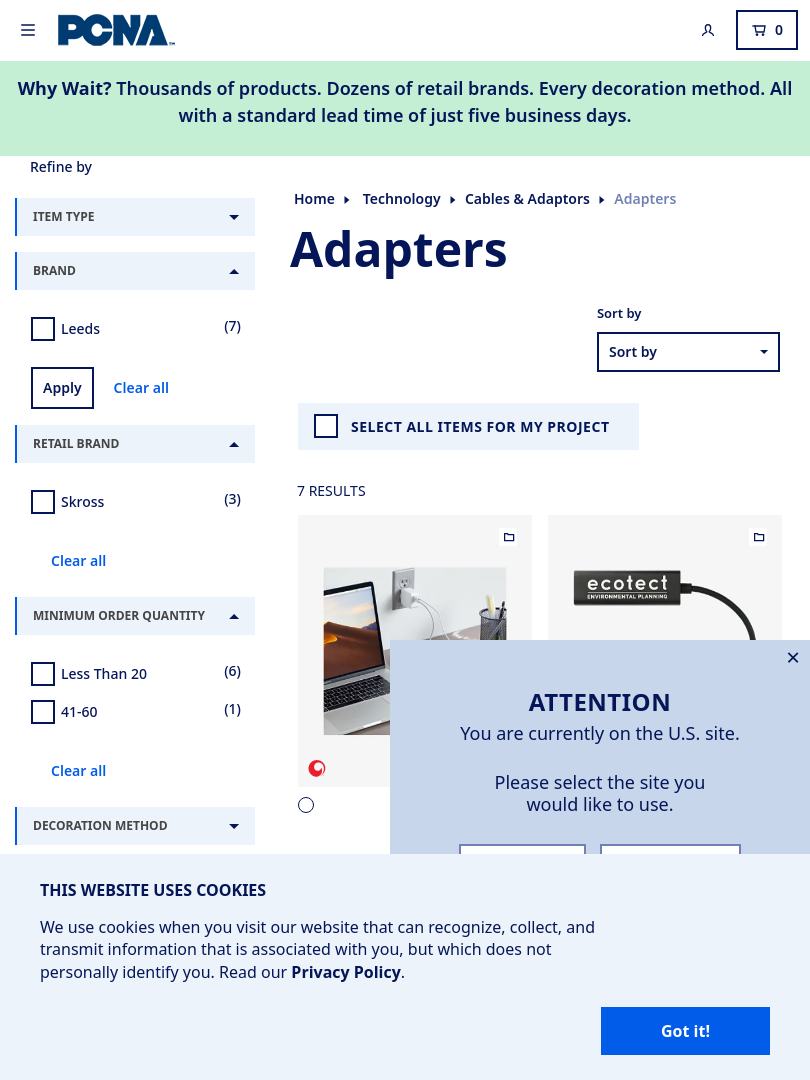 PCNA™
0
Why Wait? Thousands of products. Dozens of retail brands. Every decoration method. All
with a standard lead time of just five business days.
Refine by
Home Technology Cables & Adaptors Adapters
Adapters
ITEM TYPE
BRAND
Leeds (7)
Apply Clear all
RETAIL BRAND
Skross (3)
Clear all
MINIMUM ORDER QUANTITY
Less Than 20 (6)
41-60 (1)
Clear all
DECORATION METHOD
Sort by
Sort by
SELECT ALL ITEMS FOR MY PROJECT
7 RESULTS
ecotect
ENVIRONMENTAL PLANNING
ATTENTION
You are currently on the U.S. site.
Please select the site you
would like to use.
THIS WEBSITE USES COOKIES
We use cookies when you visit our website that can recognize, collect, and
transmit information that is associated with you, but which does not
personally identify you. Read our Privacy Policy.
Got it!